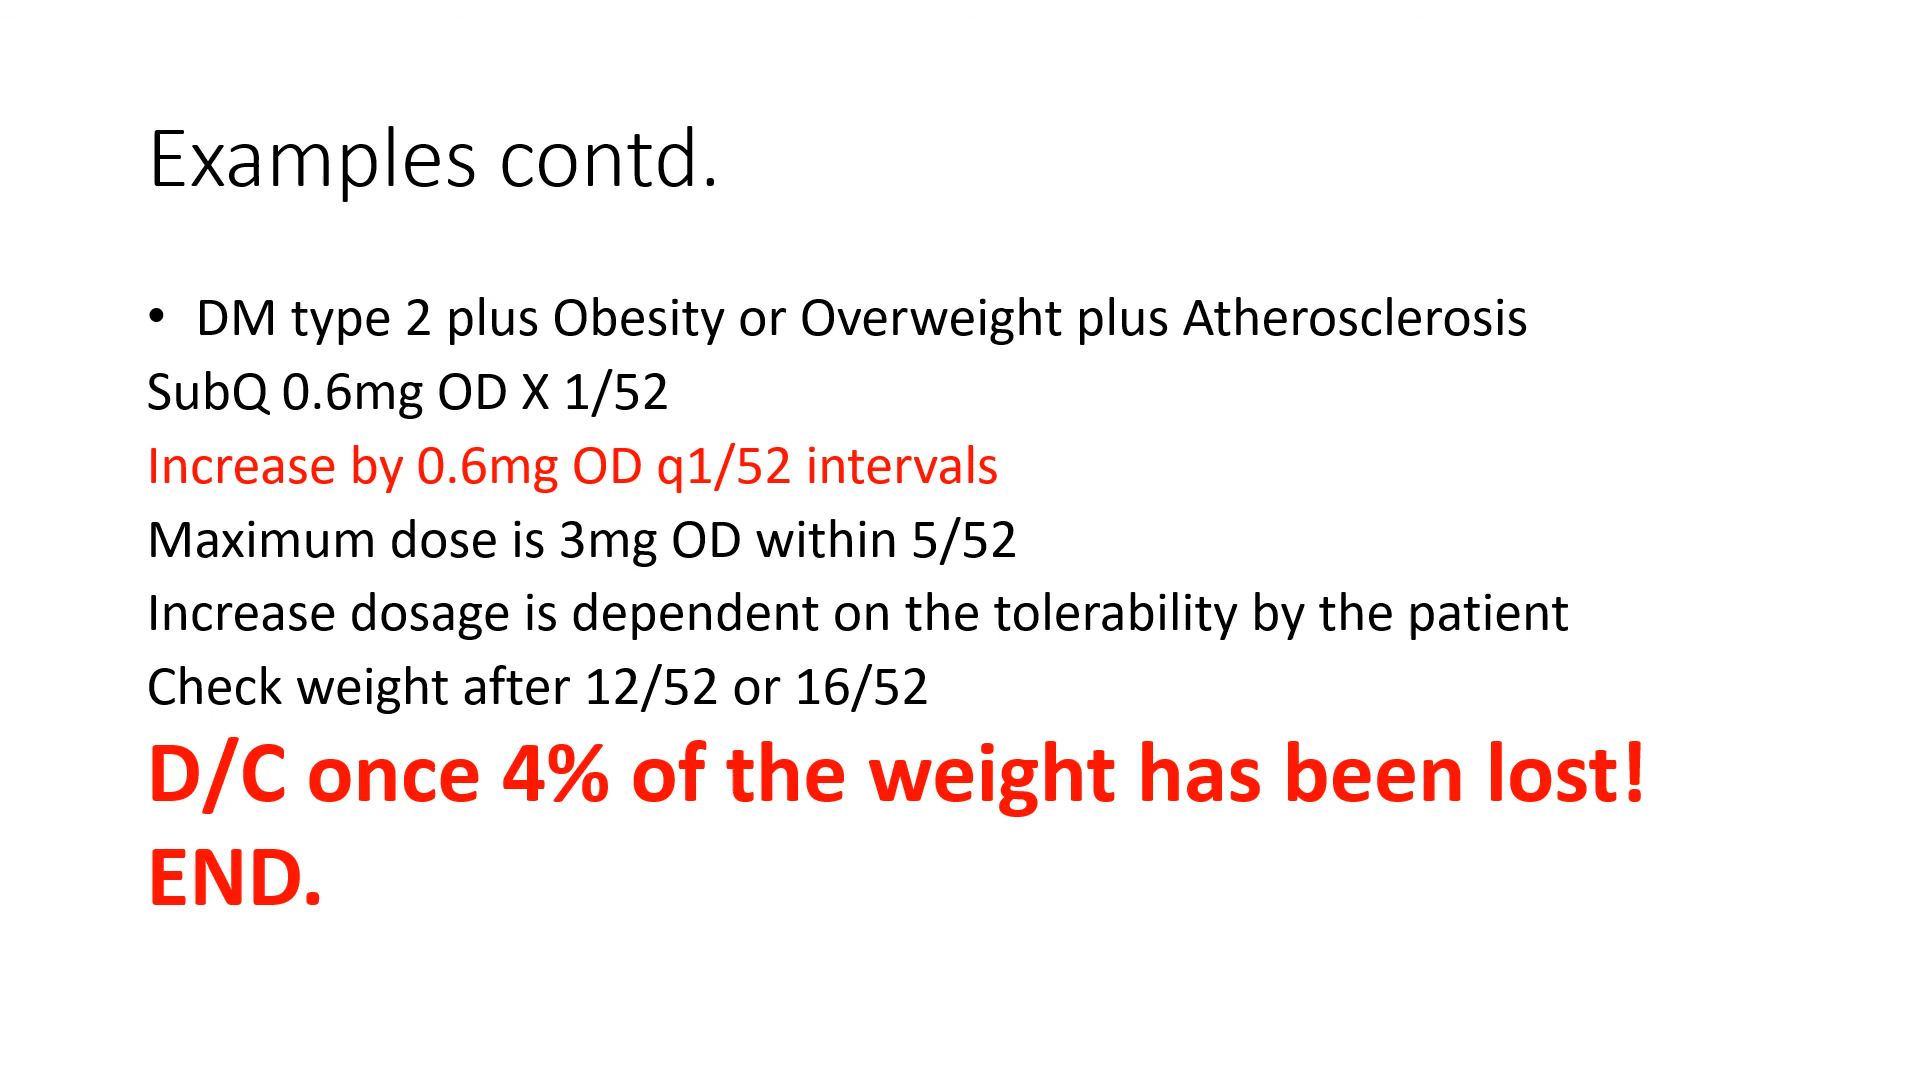 Examples contd.
• DM type 2 plus Obesity or Overweight plus Atherosclerosis
SubQ 0.6mg OD X 1/52
Increase by 0.6mg OD q1/52 intervals
Maximum dose is 3mg OD within 5/52
Increase dosage is dependent on the tolerability by the patient
Check weight after 12/52 or 16/52
D/C once 4% of the weight has been lost!
END.